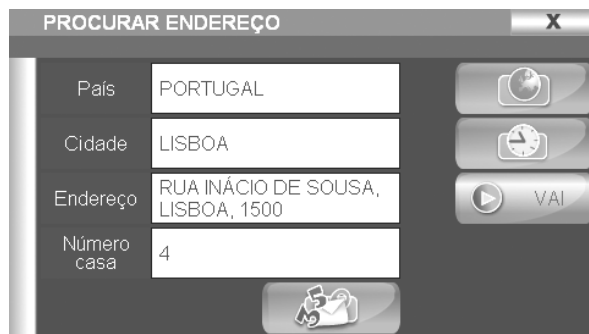 PROCURAR ENDEREÇO X
País PORTUGAL
Cidade LISBOA
Endereço RUA INÁCIO DE SOUSA,
LISBOA, 1500
VAI
Número
casa 4